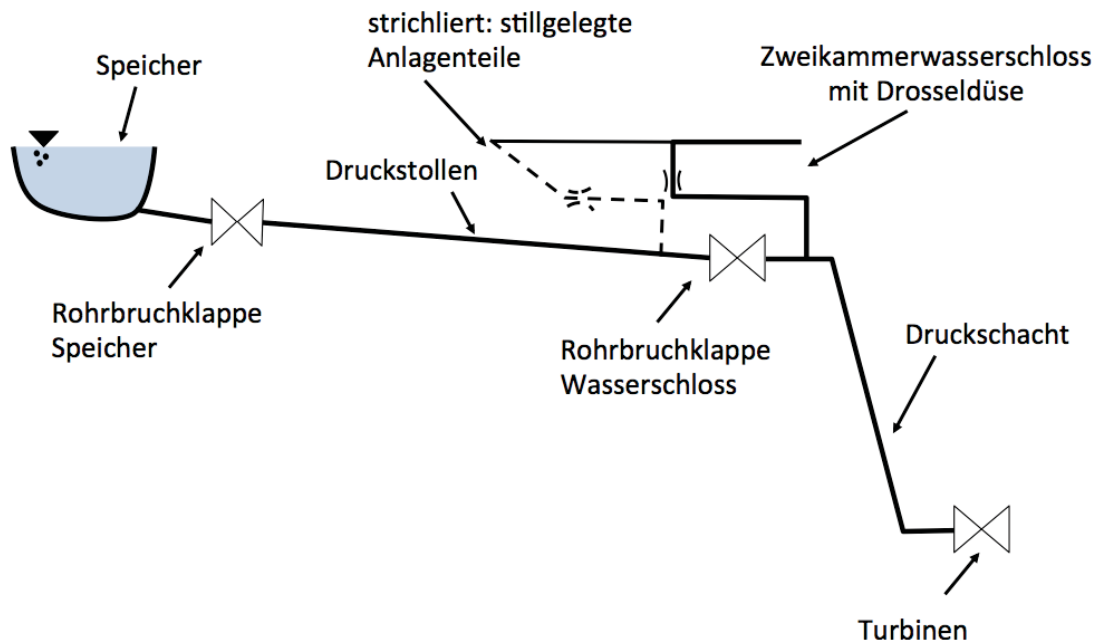 strichliert: stillgelegte
Anlagenteile
Speicher
Zweikammerwasserschloss
mit Drosseldüse
Druckstollen
Rohrbruchklappe
Speicher
Rohrbruchklappe
Wasserschloss
Druckschacht
Turbinen